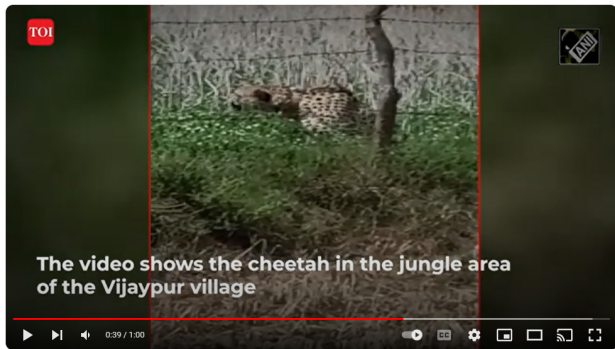 TOI
ANI
The video shows the cheetah in the jungle area
of the Vijaypur village
0:39 / 1:00
CC